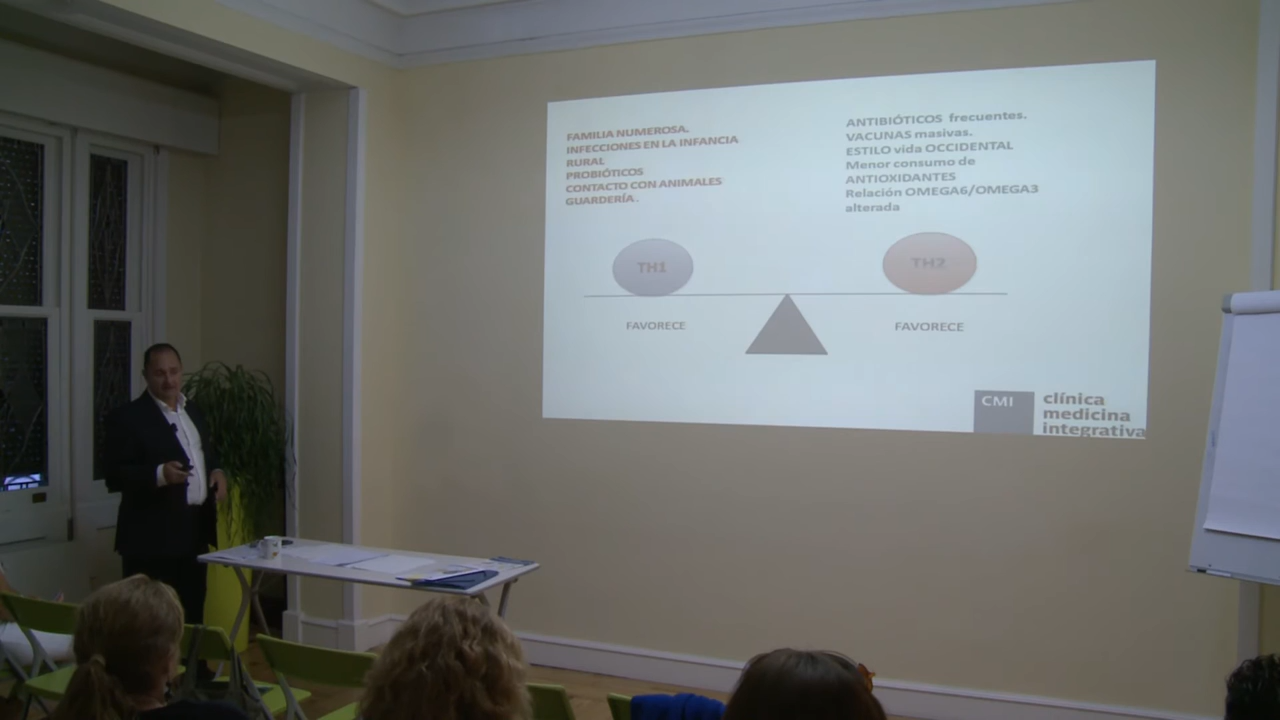 FAMILIA NUMEROSA.
INFECCIONES EN LA INFANCIA
RURAL
PROBIÓTICOS
CONTACTO CON ANIMALES
GUARDERÍA.
ANTIBIÓTICOS frecuentes.
VACUNAS masivas.
ESTILO vida OCCIDENTAL
Menor consumo de
ANTIOXIDANTES
Relación OMEGA6/OMEGA3
alterada
TH1
TH2
FAVORECE
FAVORECE
CMI
clínica
medicina
integrativa